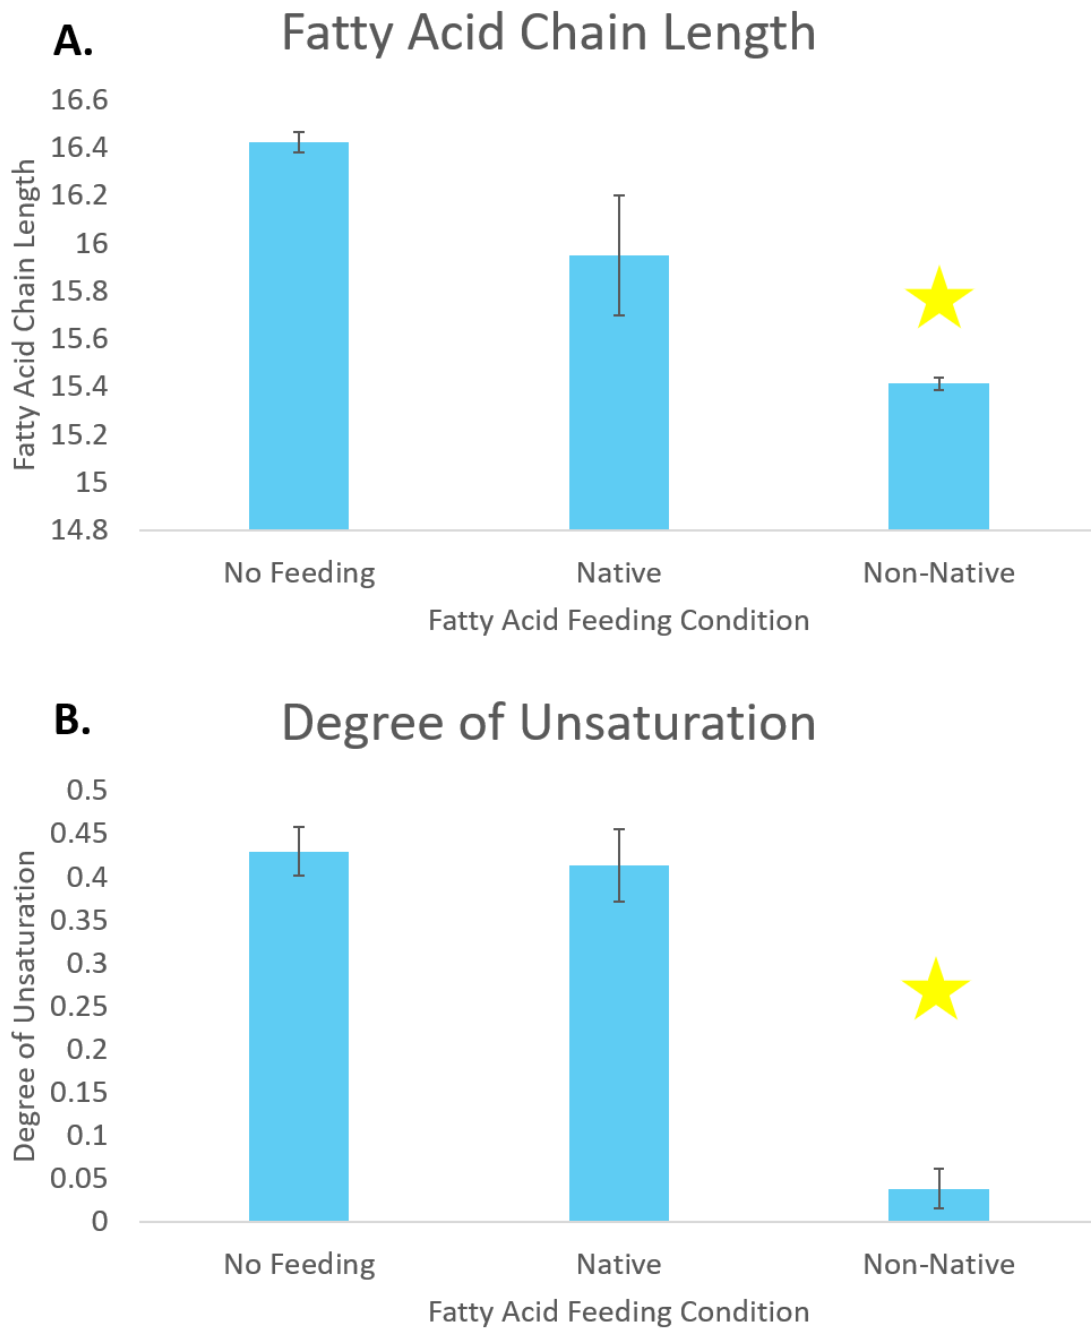 A.
Fatty Acid Chain Length
Fatty Acid Chain Length
16.6
16.4
16.2
16
15.8
15.6
15.4
15.2
15
14.8
No Feeding Native Non-Native
Fatty Acid Feeding Condition
B.
Degree of Unsaturation
Degree of Unsaturation
0.5
0.45
0.4
0.35
0.3
0.25
0.2
0.15
0.1
0.05
0
No Feeding Native Non-Native
Fatty Acid Feeding Condition